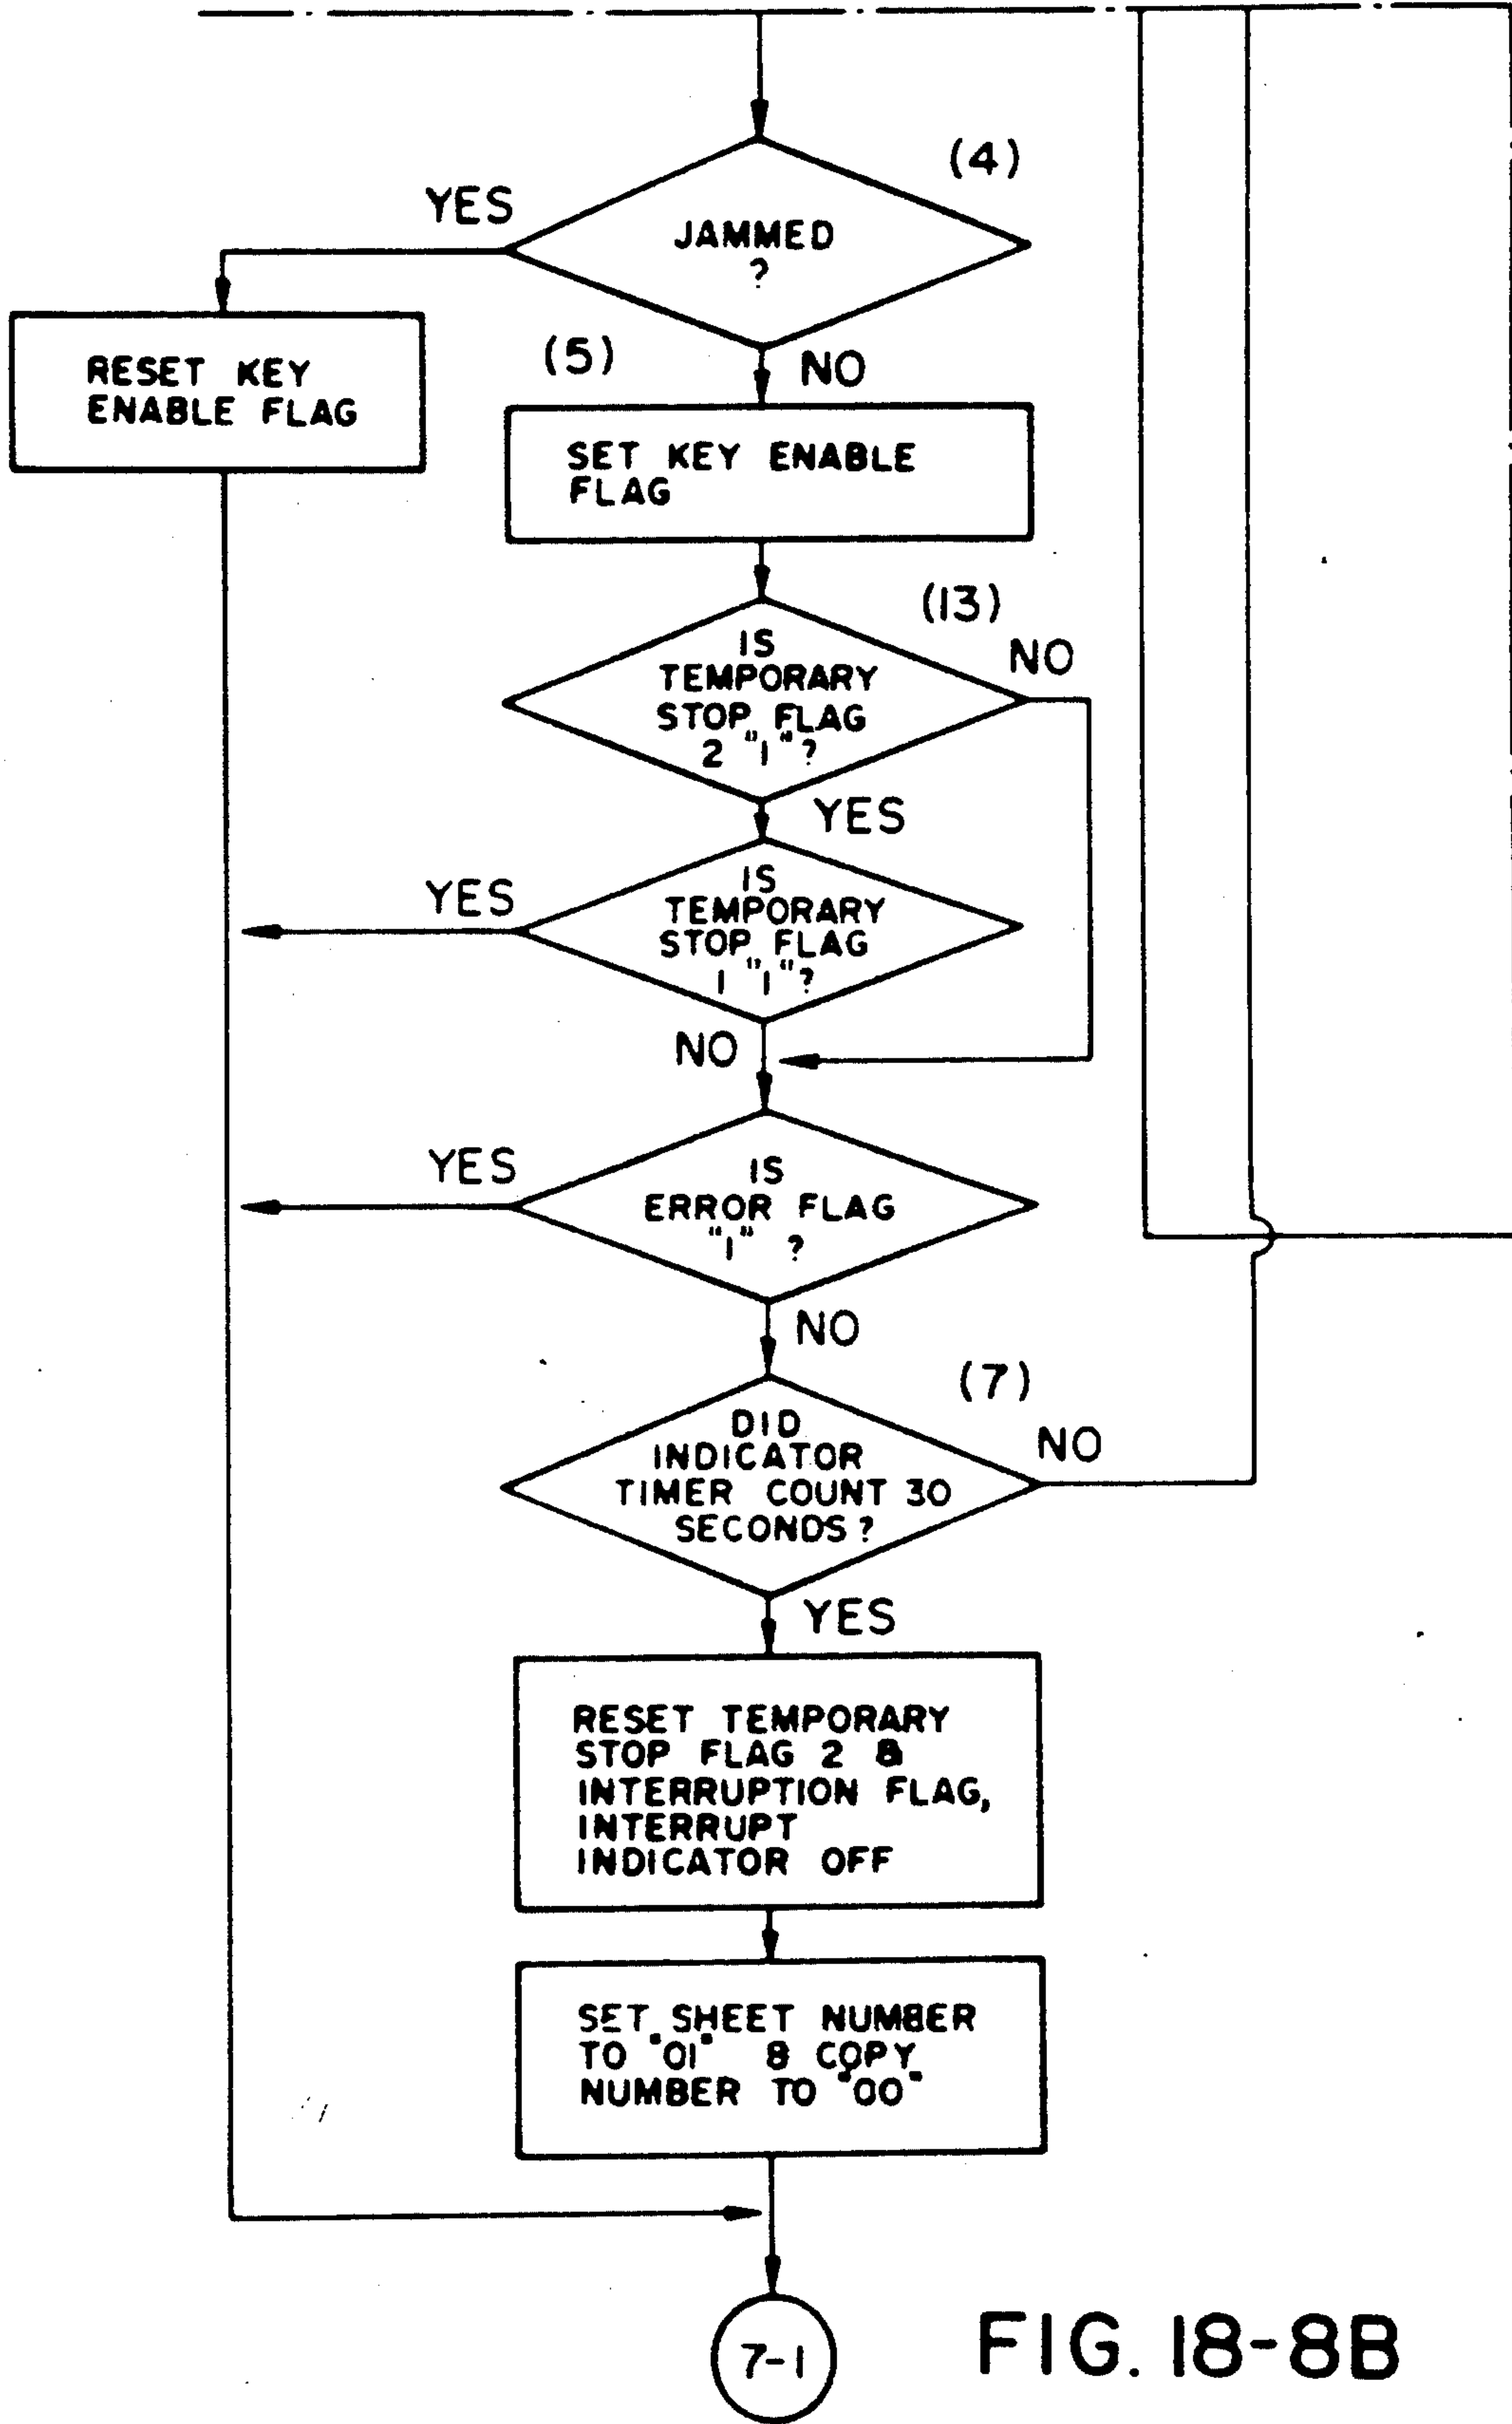 (4)
YES
JAMMED
?
RESET KEY
ENABLE FLAG
(5)
NO
SET KEY ENABLE
FLAG
(13)
IS
TEMPORARY
STOP FLAG
2 "1"?
NO
YES
IS
TEMPORARY
STOP FLAG
1 "1"?
YES
NO
IS
ERROR FLAG
"1" ?
YES
NO
(7)
DID
INDICATOR
TIMER COUNT 30
SECONDS?
NO
YES
RESET TEMPORARY
STOP FLAG 2 &
INTERRUPTION FLAG,
INTERRUPT
INDICATOR OFF
SET SHEET NUMBER
TO "01" & COPY
NUMBER TO "00"
7-1
FIG. 18-8B